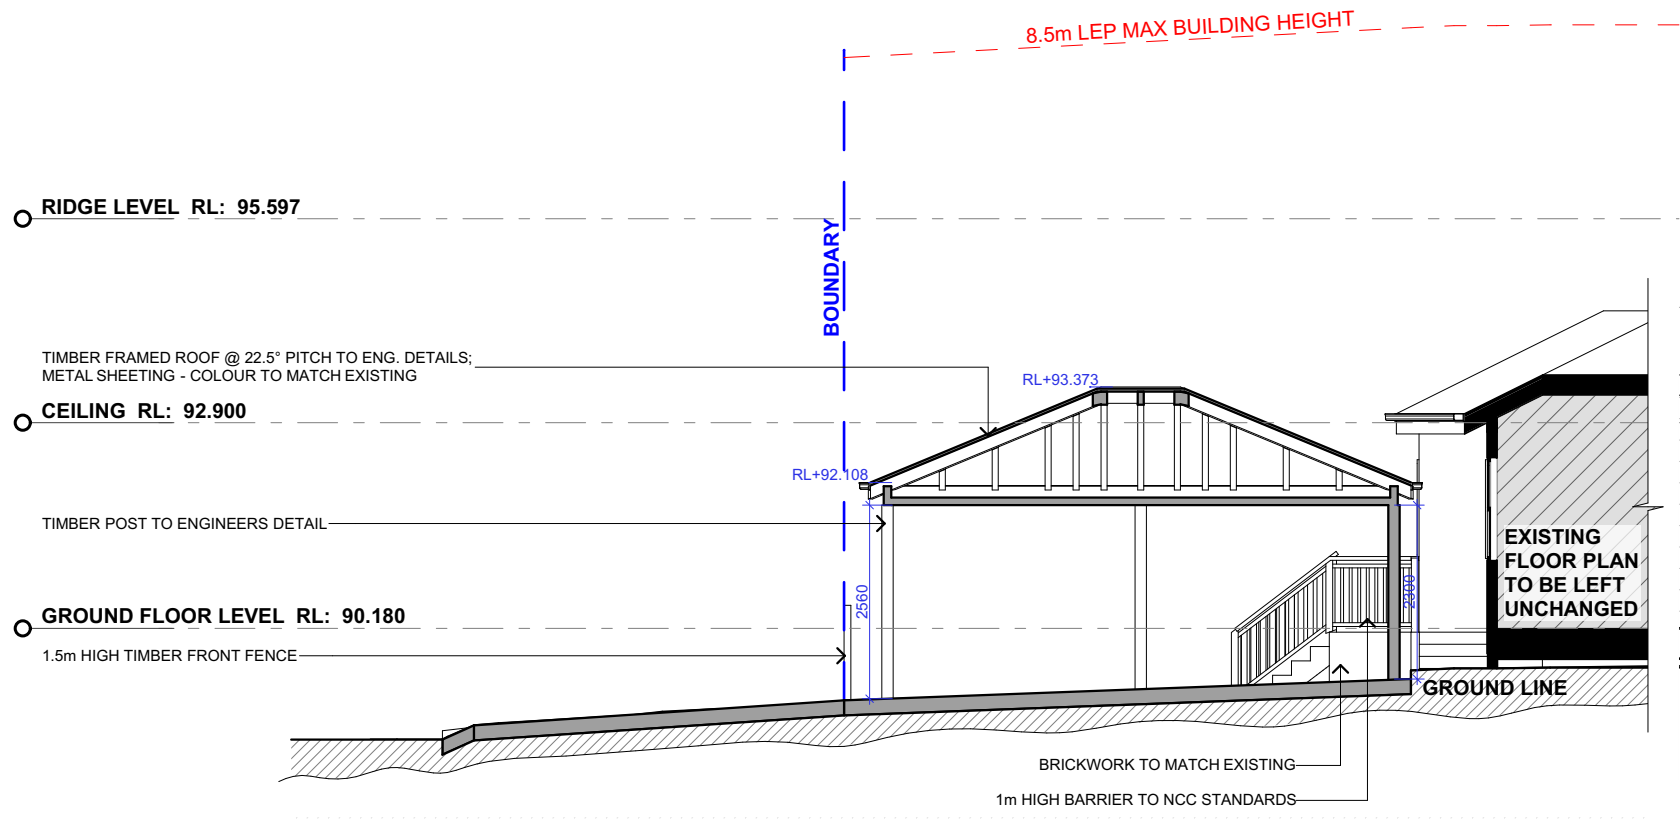 8.5m LEP MAX BUILDING HEIGHT
RIDGE LEVEL RL: 95.597
BOUNDARY
TIMBER FRAMED ROOF @ 22.5° PITCH TO ENG. DETAILS;
METAL SHEETING - COLOUR TO MATCH EXISTING
RL+93.373
CEILING RL: 92.900
RL+92.108
TIMBER POST TO ENGINEERS DETAIL
EXISTING
FLOOR PLAN
TO BE LEFT
UNCHANGED
2560
2300
GROUND FLOOR LEVEL RL: 90.180
1.5m HIGH TIMBER FRONT FENCE
GROUND LINE
BRICKWORK TO MATCH EXISTING
1m HIGH BARRIER TO NCC STANDARDS